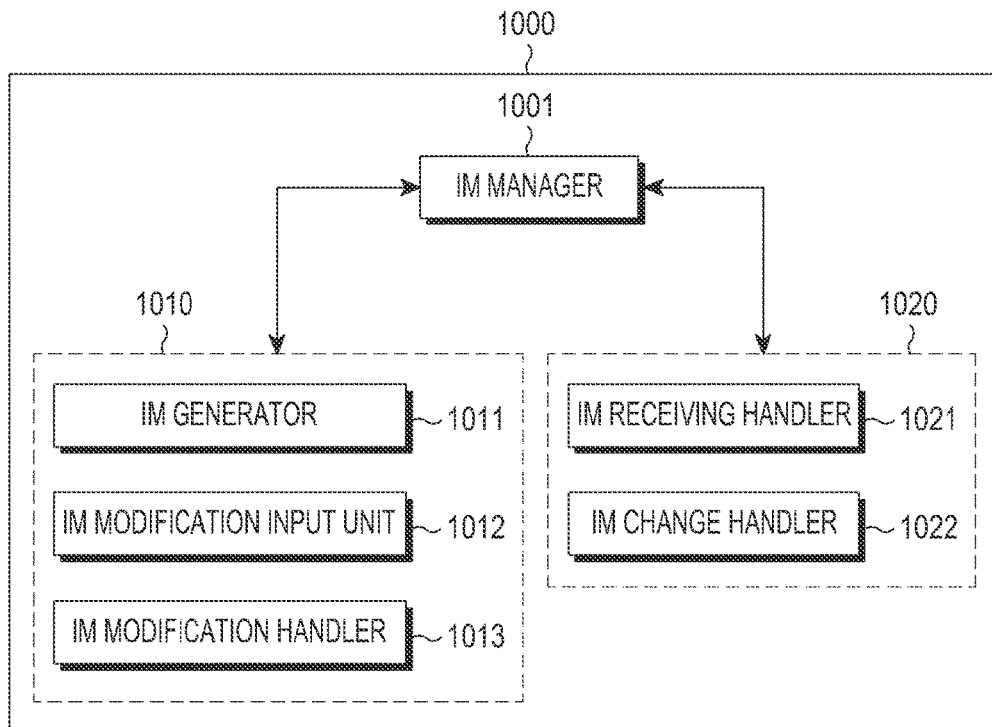 1000
1001
IM MANAGER
1010
1020
IM GENERATOR
1011
IM RECEIVING HANDLER
1021
IM MODIFICATION INPUT UNIT
1012
IM CHANGE HANDLER
1022
IM MODIFICATION HANDLER
1013